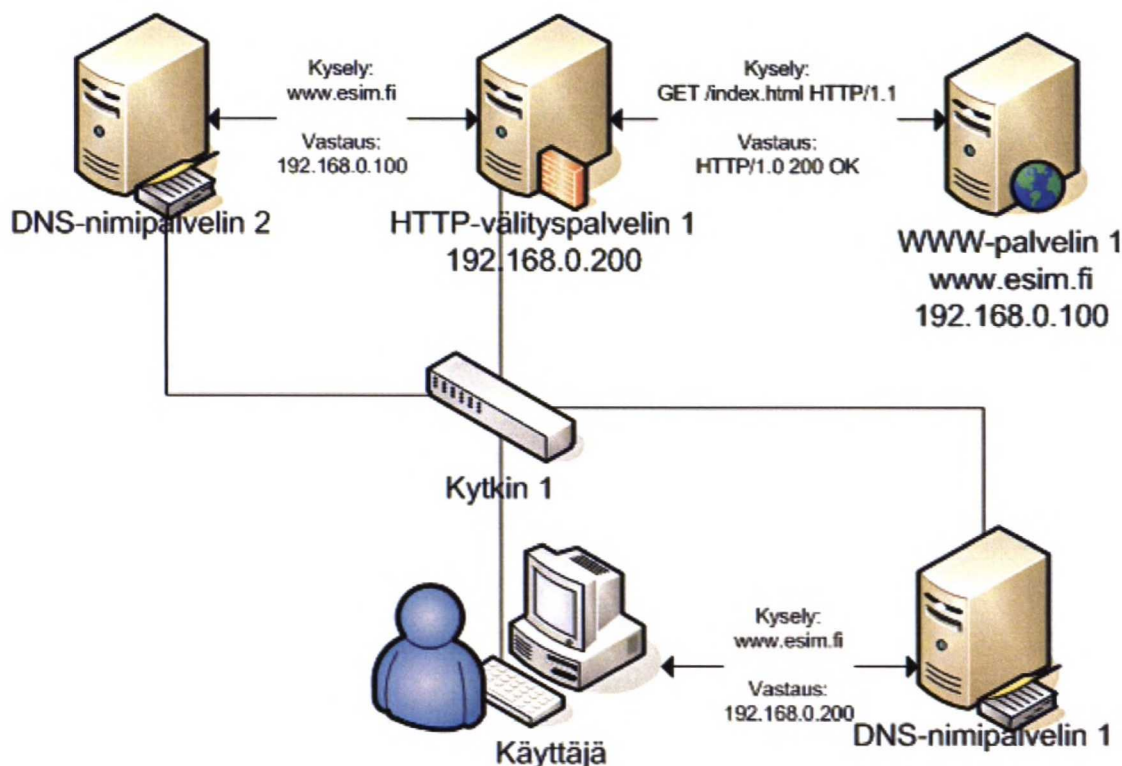 Kysely:
www.esim.fi
Vastaus:
192.168.0.100
Kysely:
GET /index.html HTTP/1.1
Vastaus:
HTTP/1.0 200 OK
DNS-nimipalvelin 2
HTTP-välityspalvelin 1
192.168.0.200
WWW-palvelin 1
www.esim.fi
192.168.0.100
Kytkin 1
Kysely:
www.esim.fi
Vastaus:
192.168.0.200
Käyttäjä
DNS-nimipalvelin 1